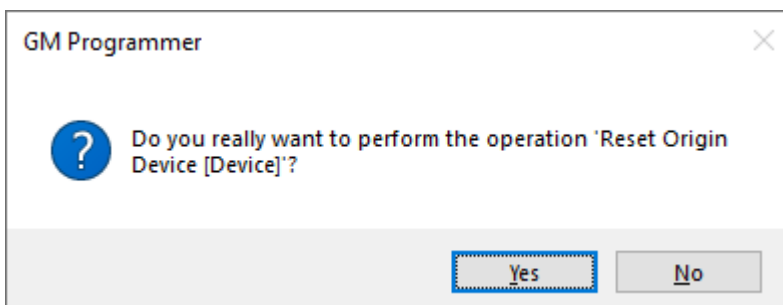 GM Programmer
?
Do you really want to perform the operation 'Reset Origin
Device [Device]'?
Yes
No